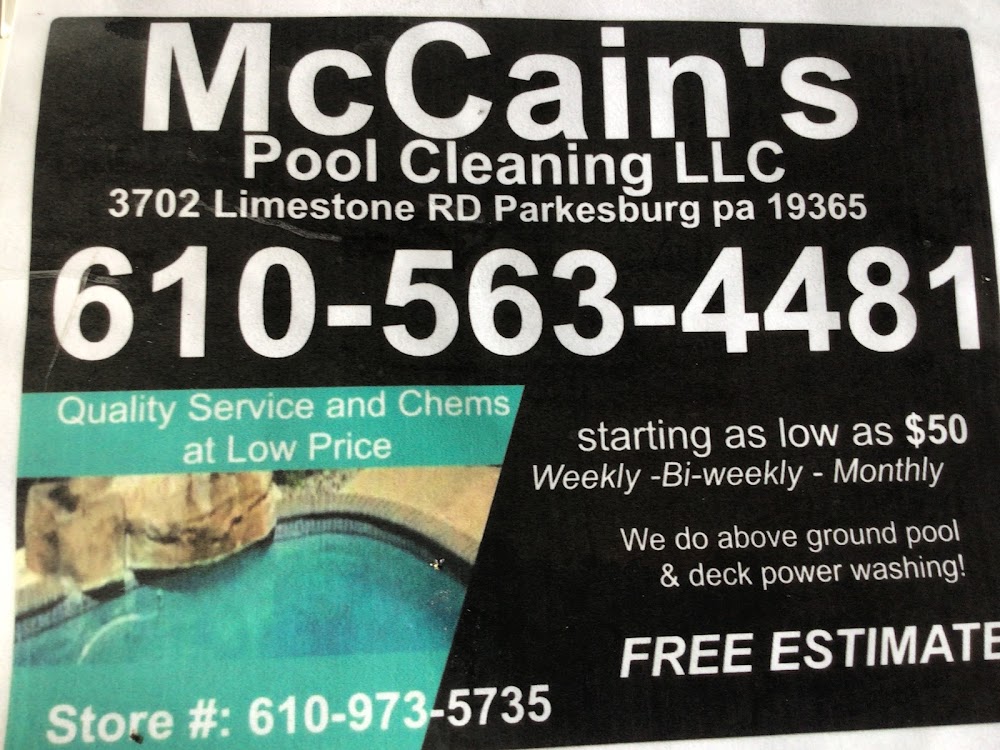 McCain's
Pool Cleaning LLC
3702 Limestone RD Parkesburg pa 19365
610-563-4481
Quality Service and Chems
at Low Price
starting as low as $50
Weekly -Bi-weekly - Monthly
We do above ground pool
& deck power washing!
FREE ESTIMATE
Store #: 610-973-5735